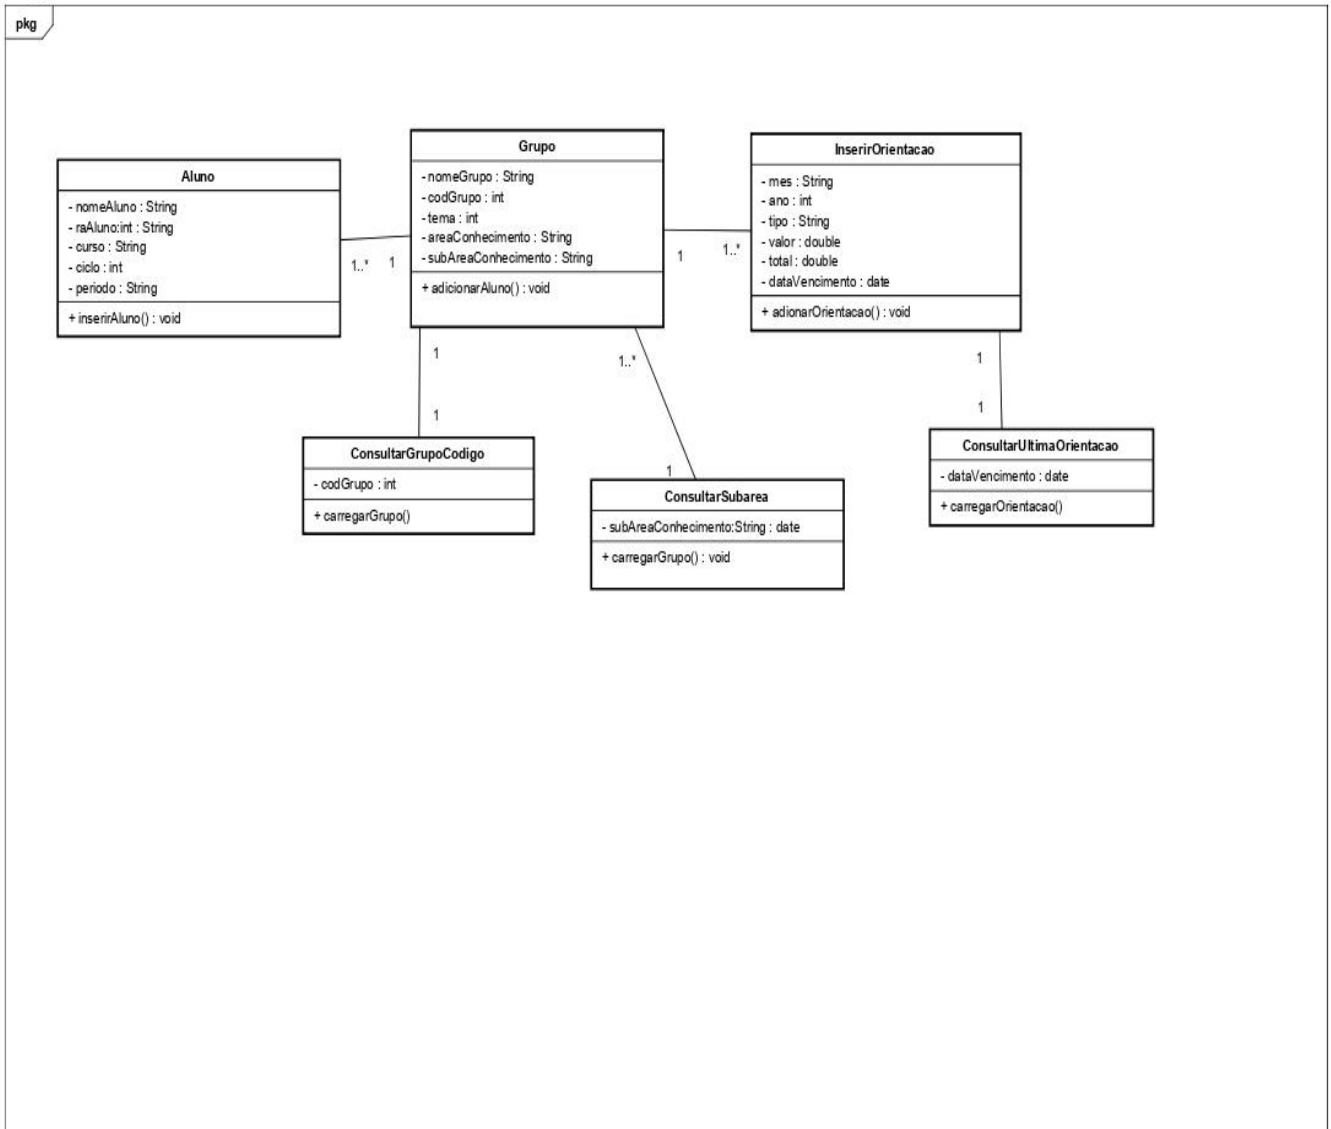 pkg
Aluno
- nomeAluno : String
- raAluno:int : String
- curso : String
- ciclo : int
- periodo : String
+ inserirAluno() : void
1..*
1
Grupo
- nomeGrupo : String
- codGrupo : int
- tema : int
- areaConhecimento : String
- subAreaConhecimento : String
+ adicionarAluno() : void
1
1..*
InserirOrientacao
- mes : String
- ano : int
- tipo : String
- valor : double
- total : double
- dataVencimento : date
+ adionarOrientacao() : void
1
1
1..*
1
1
1
ConsultarGrupoCodigo
- codGrupo : int
+ carregarGrupo()
ConsultarSubarea
- subAreaConhecimento:String : date
+ carregarGrupo() : void
ConsultarUltimaOrientacao
- dataVencimento : date
+ carregarOrientacao()